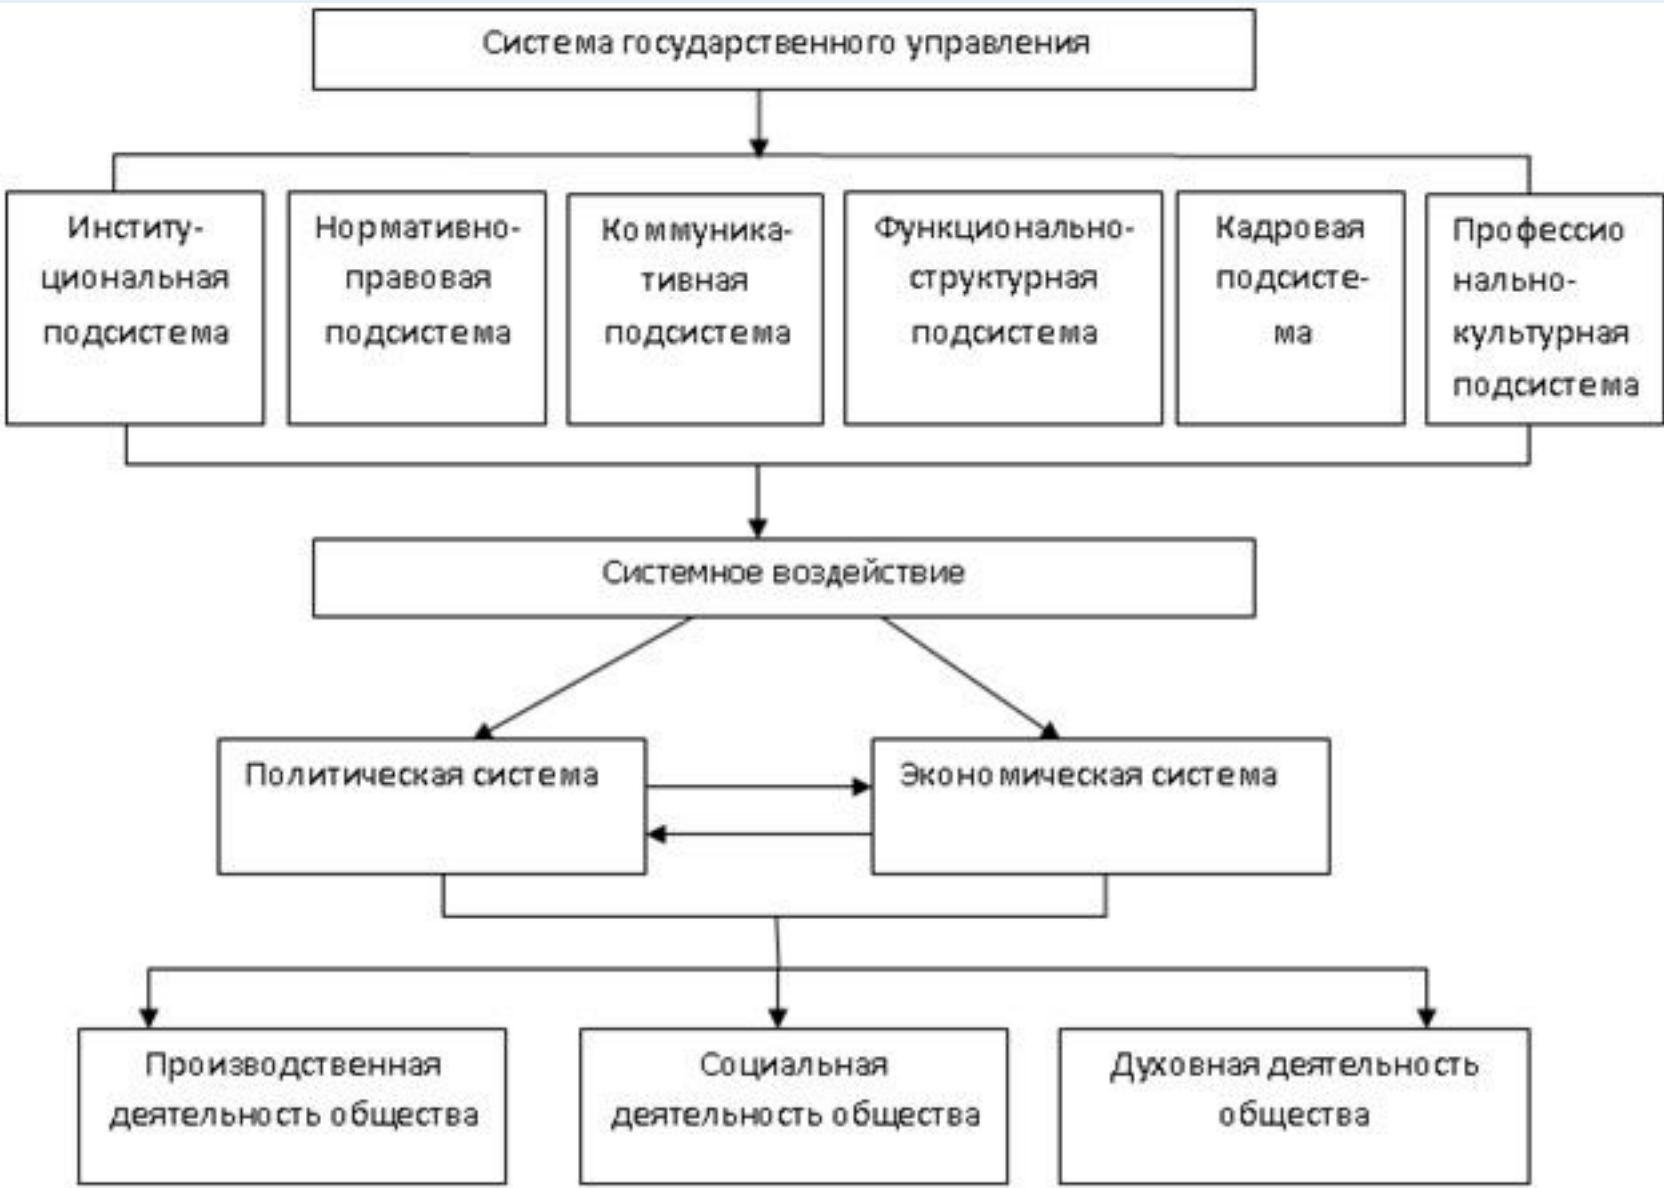 Система государственного управления
Институ-
циональная
подсистема
Нормативно-
правовая
подсистема
Коммуника-
тивная
подсистема
Функционально-
структурная
подсистема
Кадровая
подсисте-
ма
Профессио
нально-
культурная
подсистема
Системное воздействие
Политическая система
Экономическая система
Производственная
деятельность общества
Социальная
деятельность общества
Духовная деятельность
общества